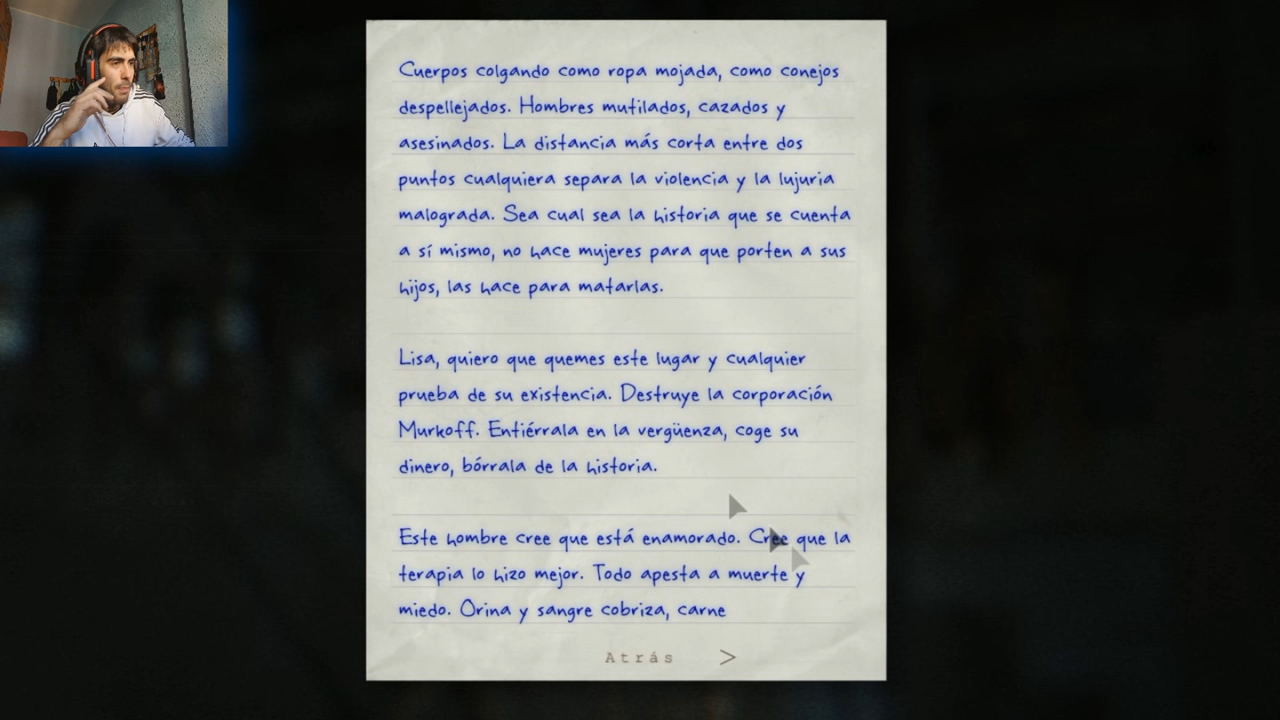 Cuerpos colgando como ropa mojada, como conejos
despellejados. Hombres mutilados, cazados y
asesinados. La distancia más corta entre dos
puntos cualquiera separa la violencia y la lujuria
malograda. Sea cual sea la historia que se cuenta
a sí mismo, no hace mujeres para que porten a sus
hijos, las hace para matarlas.
Lisa, quiero que quemes este lugar y cualquier
prueba de su existencia. Destruye la corporación
Murkoff. Entiérrala en la vergüenza, coge su
dinero, bórrala de la historia.
Este hombre cree que está enamorado. Cree que la
terapia lo hizo mejor. Todo apesta a muerte y
miedo. Orina y sangre cobriza, carne
Atrás >